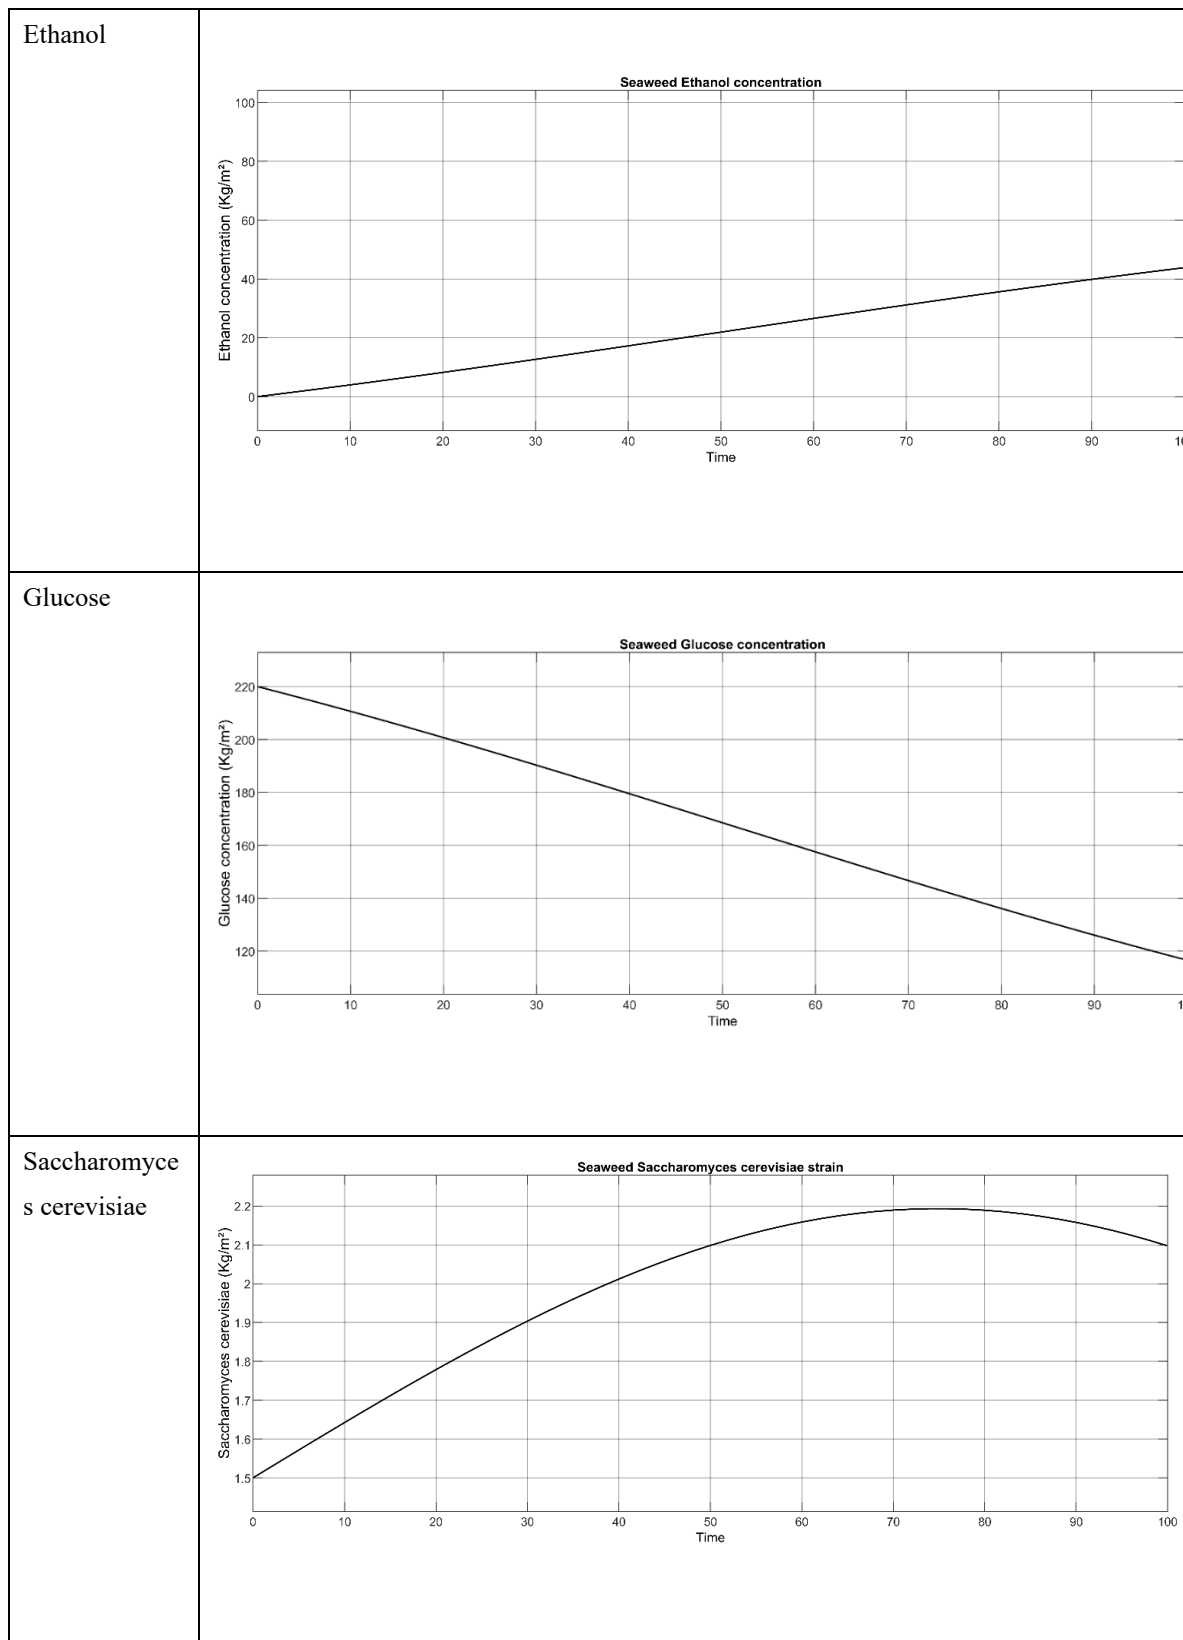 Ethanol
Seaweed Ethanol concentration
Ethanol concentration (Kg/m²)
100
80
60
40
20
0
0 10 20 30 40 50 60 70 80 90 10
Time
Glucose
Seaweed Glucose concentration
Glucose concentration (Kg/m²)
220
200
180
160
140
120
0 10 20 30 40 50 60 70 80 90 1
Time
Saccharomyce
s cerevisiae
Seaweed Saccharomyces cerevisiae strain
Saccharomyces cerevisiae (Kg/m²)
2.2
2.1
2
1.9
1.8
1.7
1.6
1.5
0 10 20 30 40 50 60 70 80 90 100
Time